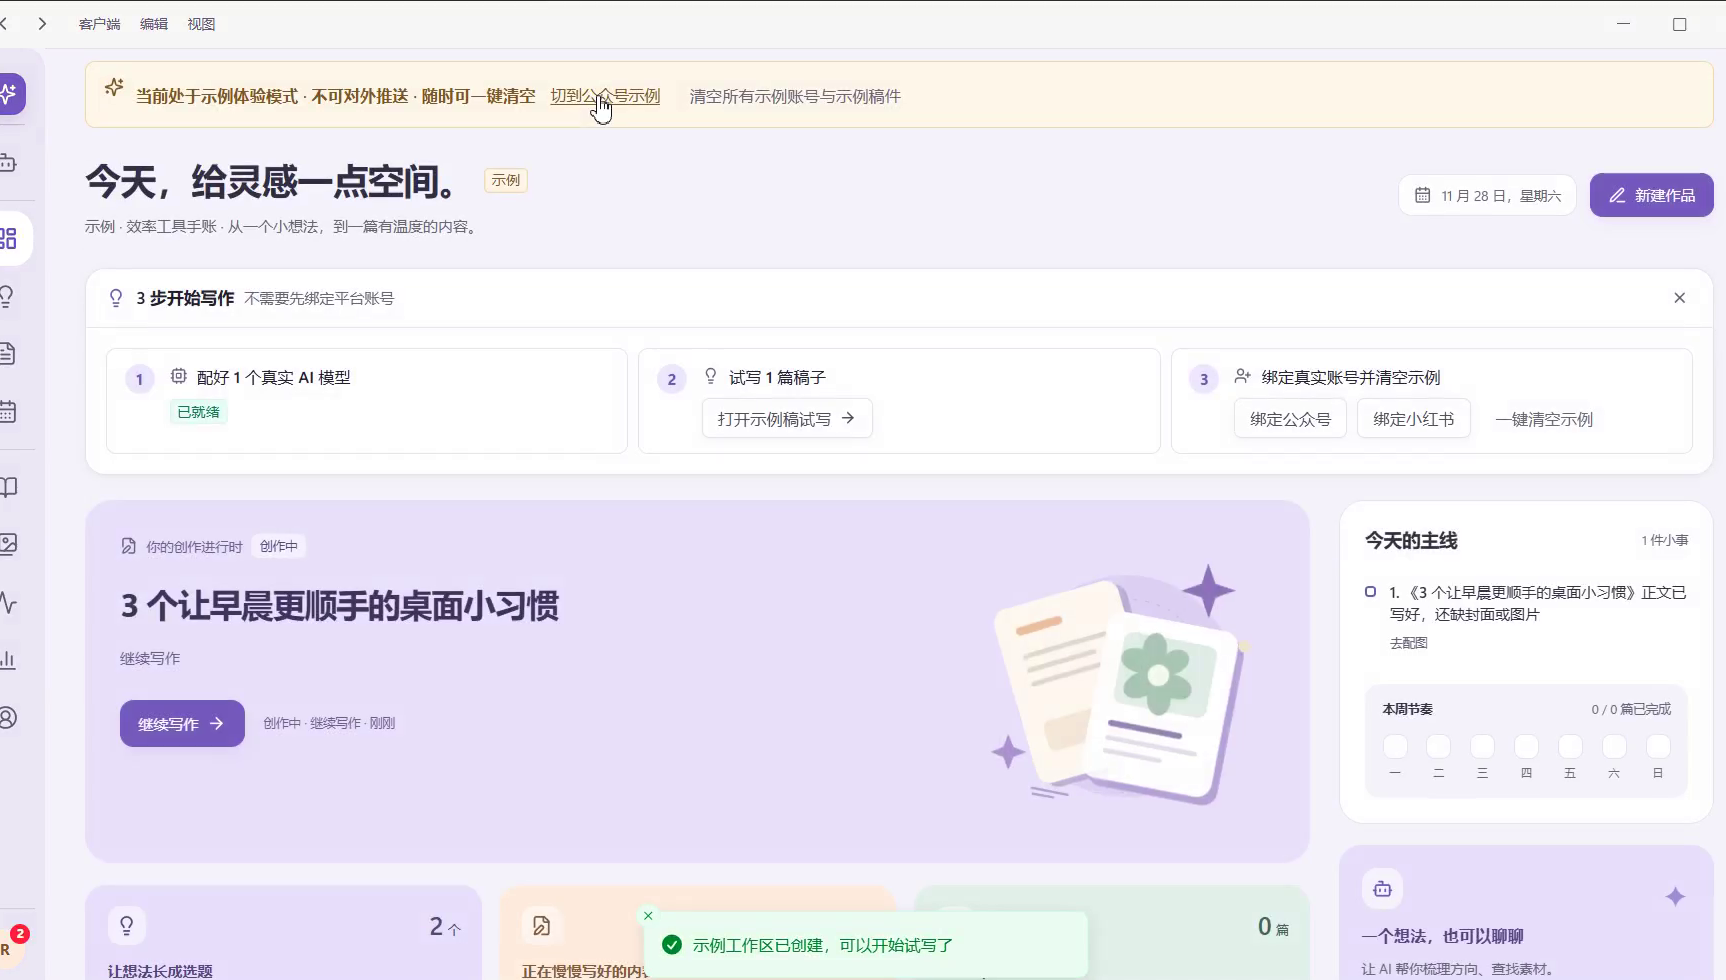 客户端 编辑 视图
当前处于示例体验模式 · 不可对外推送 · 随时可一键清空 切到公众号示例 清空所有示例账号与示例稿件
今天，给灵感一点空间。 示例
示例 · 效率工具手账 · 从一个小想法，到一篇有温度的内容。
11 月 28 日，星期六
新建作品
3 步开始写作 不需要先绑定平台账号
1 配好 1 个真实 AI 模型
已就绪
2 试写 1 篇稿子
打开示例稿试写
3 绑定真实账号并清空示例
绑定公众号 绑定小红书 一键清空示例
你的创作进行时 创作中
3 个让早晨更顺手的桌面小习惯
继续写作
继续写作 创作中 · 继续写作 · 刚刚
今天的主线 1 件小事
1. 《3 个让早晨更顺手的桌面小习惯》正文已
写好，还缺封面或图片
去配图
本周节奏 0 / 0 篇已完成
一 二 三 四 五 六 日
2 个
让想法长成选题
正在慢慢写好的内
0 篇
示例工作区已创建，可以开始试写了
一个想法，也可以聊聊
让 AI 帮你梳理方向、查找素材。
R 2